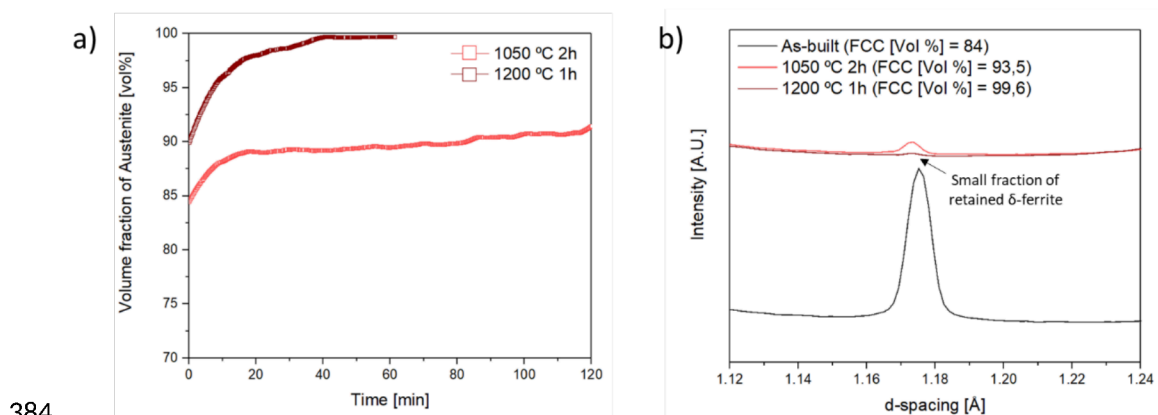 a)
Volume fraction of Austenite [vol%]
100
95
90
85
80
75
70
1050 ºC 2h
1200 ºC 1h
0
20
40
60
80
100
120
Time [min]
b)
Intensity [A.U.]
As-built (FCC [Vol %] = 84)
1050 ºC 2h (FCC [Vol %] = 93,5)
1200 ºC 1h (FCC [Vol %] = 99,6)
Small fraction of
retained δ-ferrite
1.12
1.14
1.16
1.18
1.20
1.22
1.24
d-spacing [Å]
384